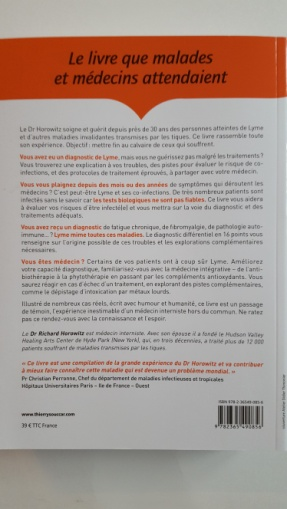 Le livre que malades
et médecins attendaient
Le Dr Horowitz soigne et guérit depuis près de 30 ans des personnes atteintes de Lyme
et d'autres maladies invalidantes transmises par les tiques. Ce livre rassemble toute
son expérience. Objectif : mettre fin au calvaire de ceux qui souffrent.
Vous avez eu un diagnostic de Lyme, mais vous ne guérissez pas malgré les traitements ?
Vous trouverez une explication à vos troubles, des pistes pour évaluer le risque de co-
infections, et des protocoles de traitement éprouvés, à partager avec votre médecin.
Vous vous plaignez depuis des mois ou des années de symptômes qui déroutent les
médecins ? C'est peut-être Lyme et ses co-infections. De très nombreux patients sont
infectés sans le savoir car les tests biologiques ne sont pas fiables. Ce livre vous aidera
à évaluer vos risques d'être infecté(e) et vous mettra sur la voie du diagnostic et des
traitements adéquats.
Vous avez reçu un diagnostic de fatigue chronique, de fibromyalgie, de pathologie auto-
immune...? Lyme mime toutes ces maladies. Le diagnostic différentiel en 16 points vous
renseigne sur l'origine possible de ces troubles et les explorations complémentaires
nécessaires.
Vous êtes médecin ? Certains de vos patients ont à coup sûr Lyme. Améliorez
votre capacité diagnostique, familiarisez-vous avec la médecine intégrative – de l'anti-
biothérapie à la phytothérapie en passant par les compléments antioxydants. Vous
saurez réagir en cas d'échec d'un traitement, en explorant des pistes complémentaires,
comme le dépistage d'intoxication par métaux lourds.
Illustré de nombreux cas réels, écrit avec humour et humanité, ce livre est un passage
de témoin, l'expérience inestimable d'un médecin interniste hors du commun. Ne ratez
pas ce rendez-vous avec la connaissance et l'espoir.
Le Dr Richard Horowitz est médecin interniste. Avec son épouse il a fondé le Hudson Valley
Healing Arts Center de Hyde Park (New York), qui, en trois décennies, a traité plus de 12 000
patients souffrant de maladies transmises par les tiques.
« Ce livre est une compilation de la grande expérience du Dr Horowitz et va contribuer
à mieux faire connaître cette maladie qui est devenue un problème mondial. »
Pr Christian Perronne, Chef du département de maladies infectieuses et tropicales
Hôpitaux Universitaires Paris – Ile de France – Ouest
www.thierrysouccar.com
39 € TTC France